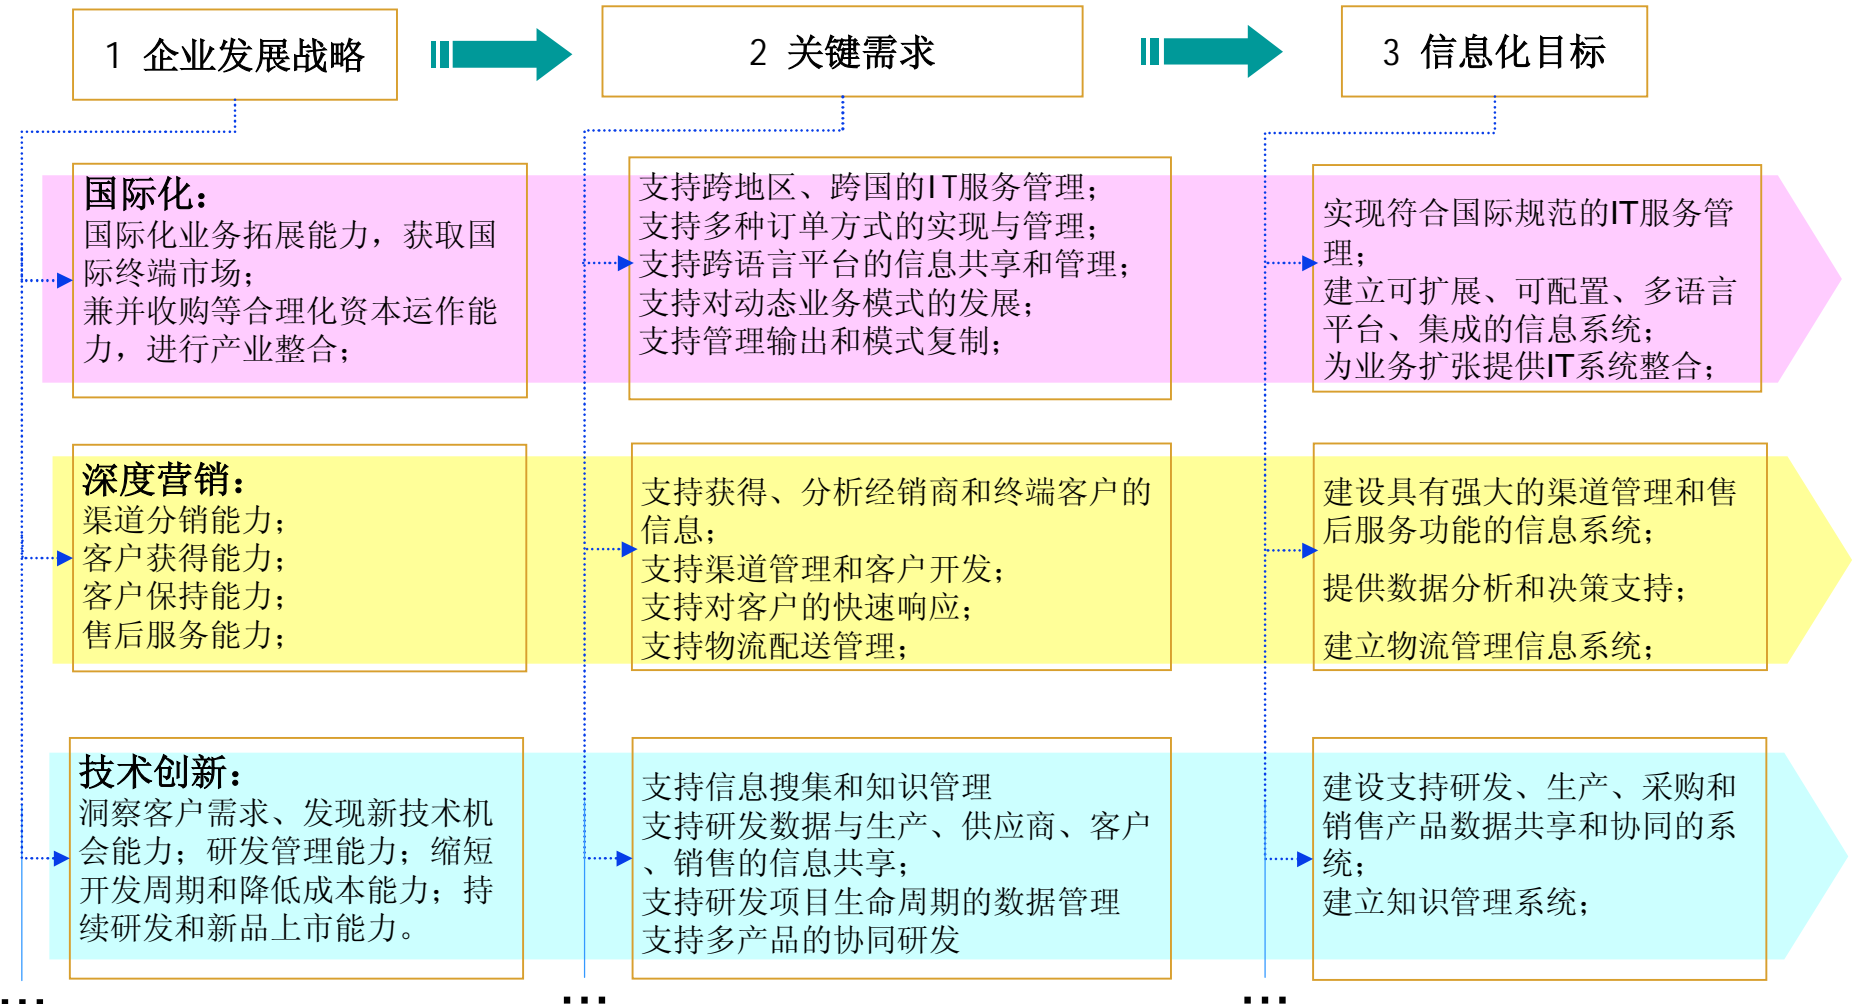 1 企业发展战略
2 关键需求
3 信息化目标
国际化：
国际化业务拓展能力，获取国
际终端市场；
兼并收购等合理化资本运作能
力，进行产业整合；
支持跨地区、跨国的IT服务管理；
支持多种订单方式的实现与管理；
支持跨语言平台的信息共享和管理；
支持对动态业务模式的发展；
支持管理输出和模式复制；
实现符合国际规范的IT服务管
理；
建立可扩展、可配置、多语言
平台、集成的信息系统；
为业务扩张提供IT系统整合；
深度营销：
渠道分销能力；
客户获得能力；
客户保持能力；
售后服务能力；
支持获得、分析经销商和终端客户的
信息；
支持渠道管理和客户开发；
支持对客户的快速响应；
支持物流配送管理；
建设具有强大的渠道管理和售
后服务功能的信息系统；
提供数据分析和决策支持；
建立物流管理信息系统；
技术创新：
洞察客户需求、发现新技术机
会能力；研发管理能力；缩短
开发周期和降低成本能力；持
续研发和新品上市能力。
支持信息搜集和知识管理
支持研发数据与生产、供应商、客户
、销售的信息共享；
支持研发项目生命周期的数据管理
支持多产品的协同研发
建设支持研发、生产、采购和
销售产品数据共享和协同的系
统；
建立知识管理系统；
…
…
…